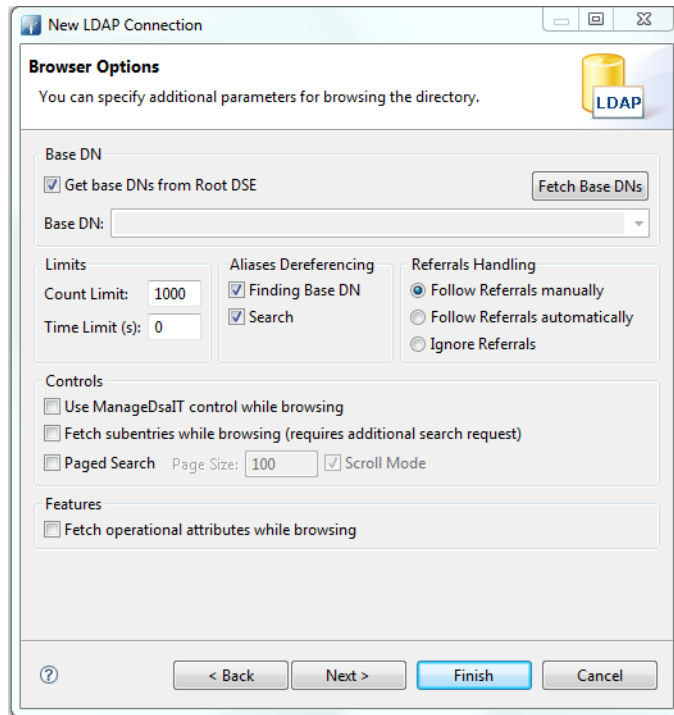 New LDAP Connection
Browser Options
You can specify additional parameters for browsing the directory.
LDAP
Base DN
Get base DNs from Root DSE
Fetch Base DNs
Base DN:
Limits
Count Limit: 1000
Time Limit (s): 0
Aliases Dereferencing
Finding Base DN
Search
Referrals Handling
Follow Referrals manually
Follow Referrals automatically
Ignore Referrals
Controls
Use ManageDsaIT control while browsing
Fetch subentries while browsing (requires additional search request)
Paged Search Page Size: 100 Scroll Mode
Features
Fetch operational attributes while browsing
? < Back Next > Finish Cancel